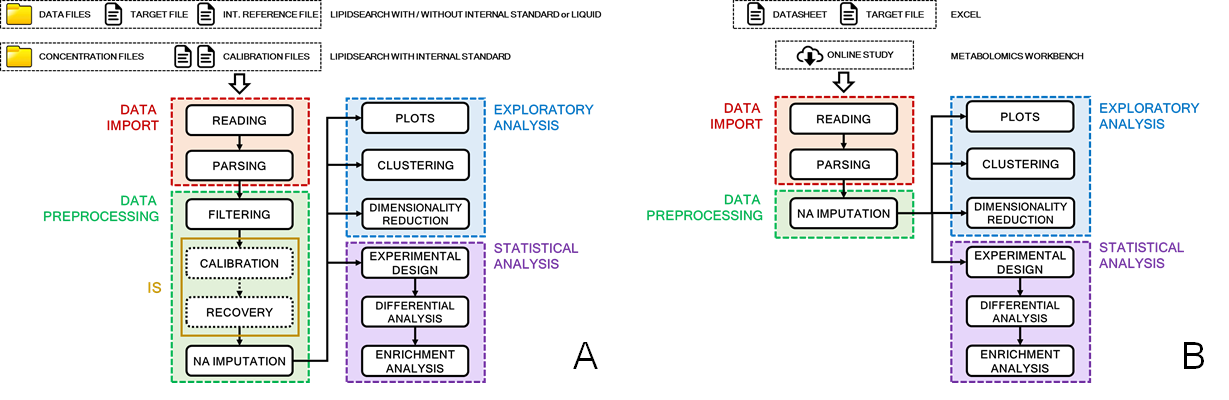 DATA FILES TARGET FILE INT. REFERENCE FILE LIPIDSEARCH WITH / WITHOUT INTERNAL STANDARD or LIQUID
CONCENTRATION FILES CALIBRATION FILES LIPIDSEARCH WITH INTERNAL STANDARD
DATA
IMPORT
READING
PARSING
DATA
PREPROCESSING
FILTERING
IS
CALIBRATION
RECOVERY
NA IMPUTATION
EXPLORATORY
ANALYSIS
PLOTS
CLUSTERING
DIMENSIONALITY
REDUCTION
STATISTICAL
ANALYSIS
EXPERIMENTAL
DESIGN
DIFFERENTIAL
ANALYSIS
ENRICHMENT
ANALYSIS
A
DATASHEET TARGET FILE EXCEL
ONLINE STUDY METABOLOMICS WORKBENCH
DATA
IMPORT
READING
PARSING
DATA
PREPROCESSING
NA IMPUTATION
EXPLORATORY
ANALYSIS
PLOTS
CLUSTERING
DIMENSIONALITY
REDUCTION
STATISTICAL
ANALYSIS
EXPERIMENTAL
DESIGN
DIFFERENTIAL
ANALYSIS
ENRICHMENT
ANALYSIS
B